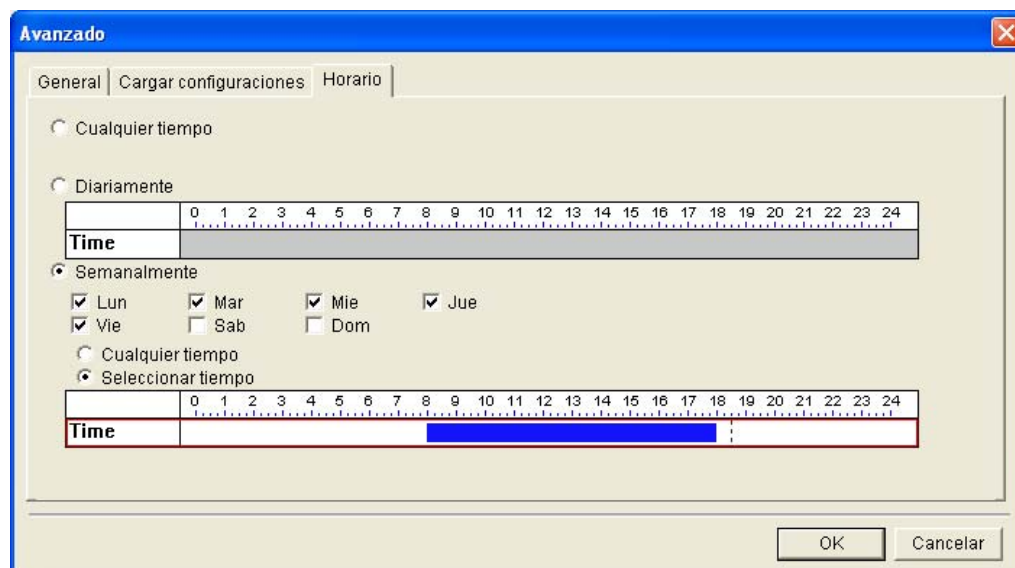 Avanzado
General Cargar configuraciones Horario
Cualquier tiempo
Diariamente
0 1 2 3 4 5 6 7 8 9 10 11 12 13 14 15 16 17 18 19 20 21 22 23 24
Time
Semanalmente
Lun Mar Mie Jue
Vie Sab Dom
Cualquier tiempo
Seleccionar tiempo
0 1 2 3 4 5 6 7 8 9 10 11 12 13 14 15 16 17 18 19 20 21 22 23 24
Time
OK Cancelar